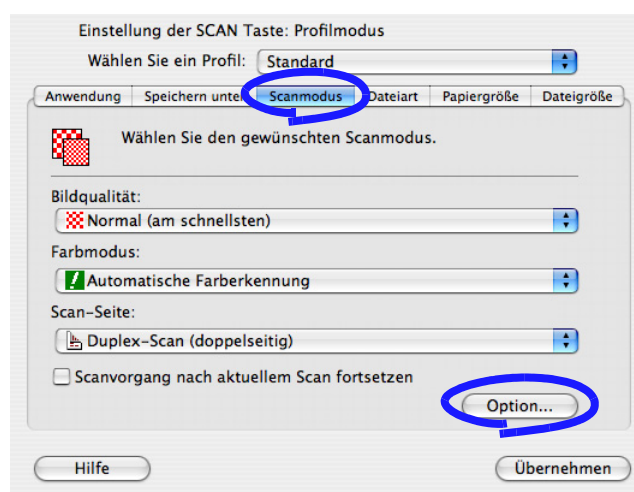 Einstellung der SCAN Taste: Profilmodus
Wählen Sie ein Profil: Standard
Anwendung Speichern unter Scanmodus Dateiart Papiergröße Dateigröße
Wählen Sie den gewünschten Scanmodus.
Bildqualität:
Normal (am schnellsten)
Farbmodus:
Automatische Farberkennung
Scan-Seite:
Duplex-Scan (doppelseitig)
Scanvorgang nach aktuellem Scan fortsetzen
Option...
Hilfe Übernehmen